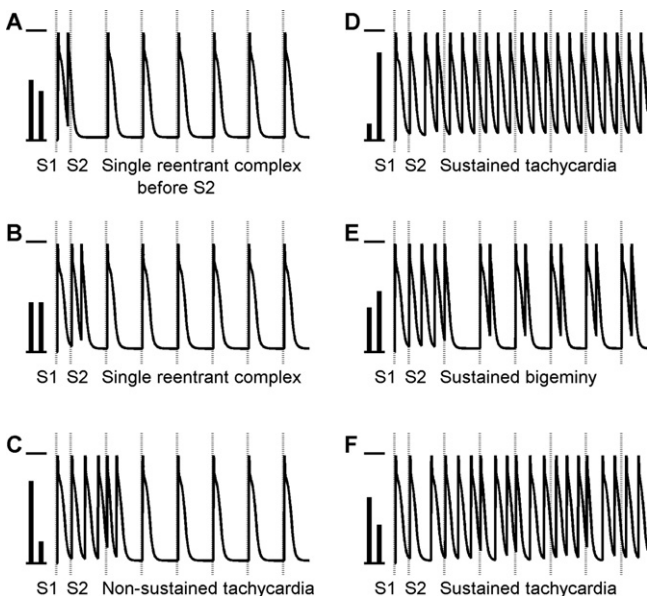 A
S1 S2 Single reentrant complex
before S2
B
S1 S2 Single reentrant complex
C
S1 S2 Non-sustained tachycardia
D
S1 S2 Sustained tachycardia
E
S1 S2 Sustained bigeminy
F
S1 S2 Sustained tachycardia